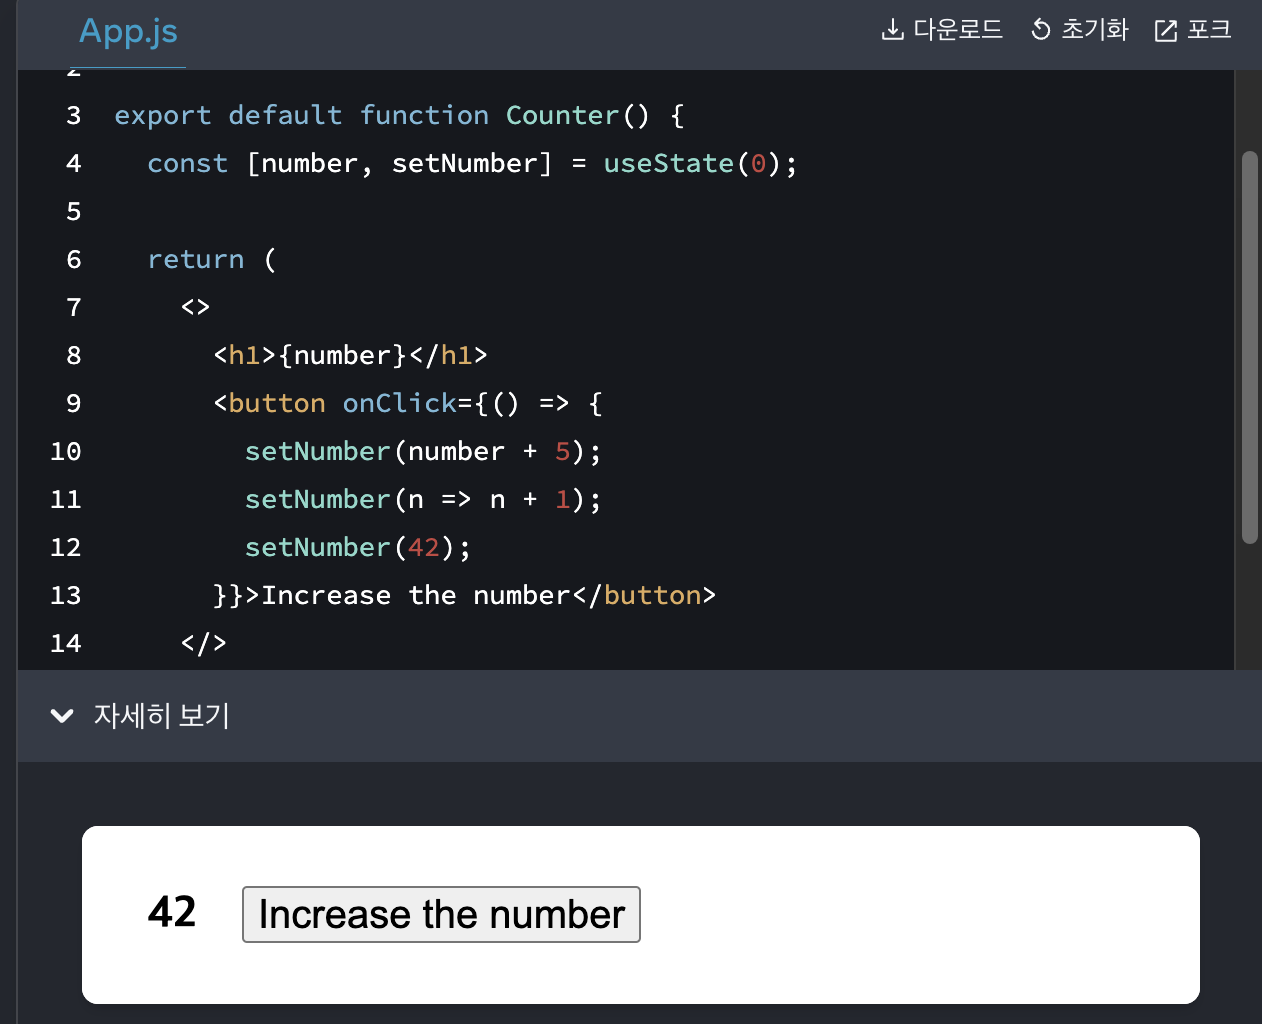 App.js 다운로드 초기화 포크
2
3 export default function Counter() {
4 const [number, setNumber] = useState(0);
5
6 return (
7 <>
8 <h1>{number}</h1>
9 <button onClick={() => {
10 setNumber(number + 5);
11 setNumber(n => n + 1);
12 setNumber(42);
13 }}>Increase the number</button>
14 </>
자세히 보기
42 Increase the number